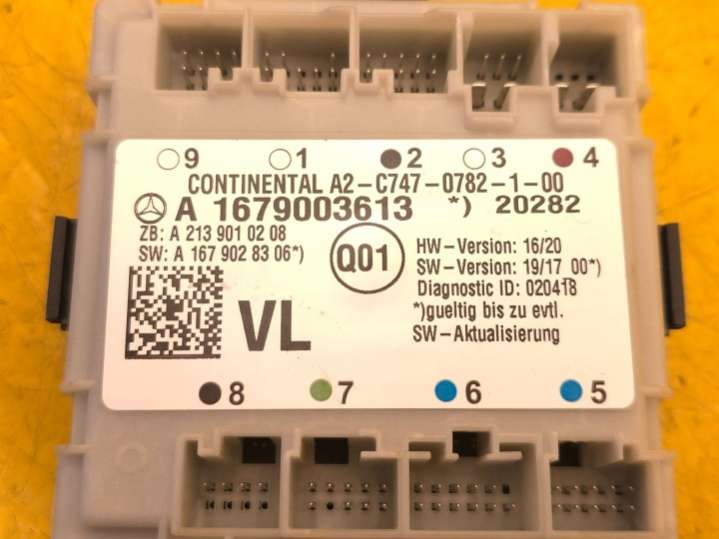 9 1 2 3 4
CONTINENTAL A2-C747-0782-1-00
A 1679003613 *) 20282
ZB: A 213 901 02 08
SW: A 167 902 83 06*)
Q01
HW-Version: 16/20
SW-Version: 19/17 00*)
Diagnostic ID: 020418
*)gueltig bis zu evtl.
SW-Aktualisierung
VL
8 7 6 5